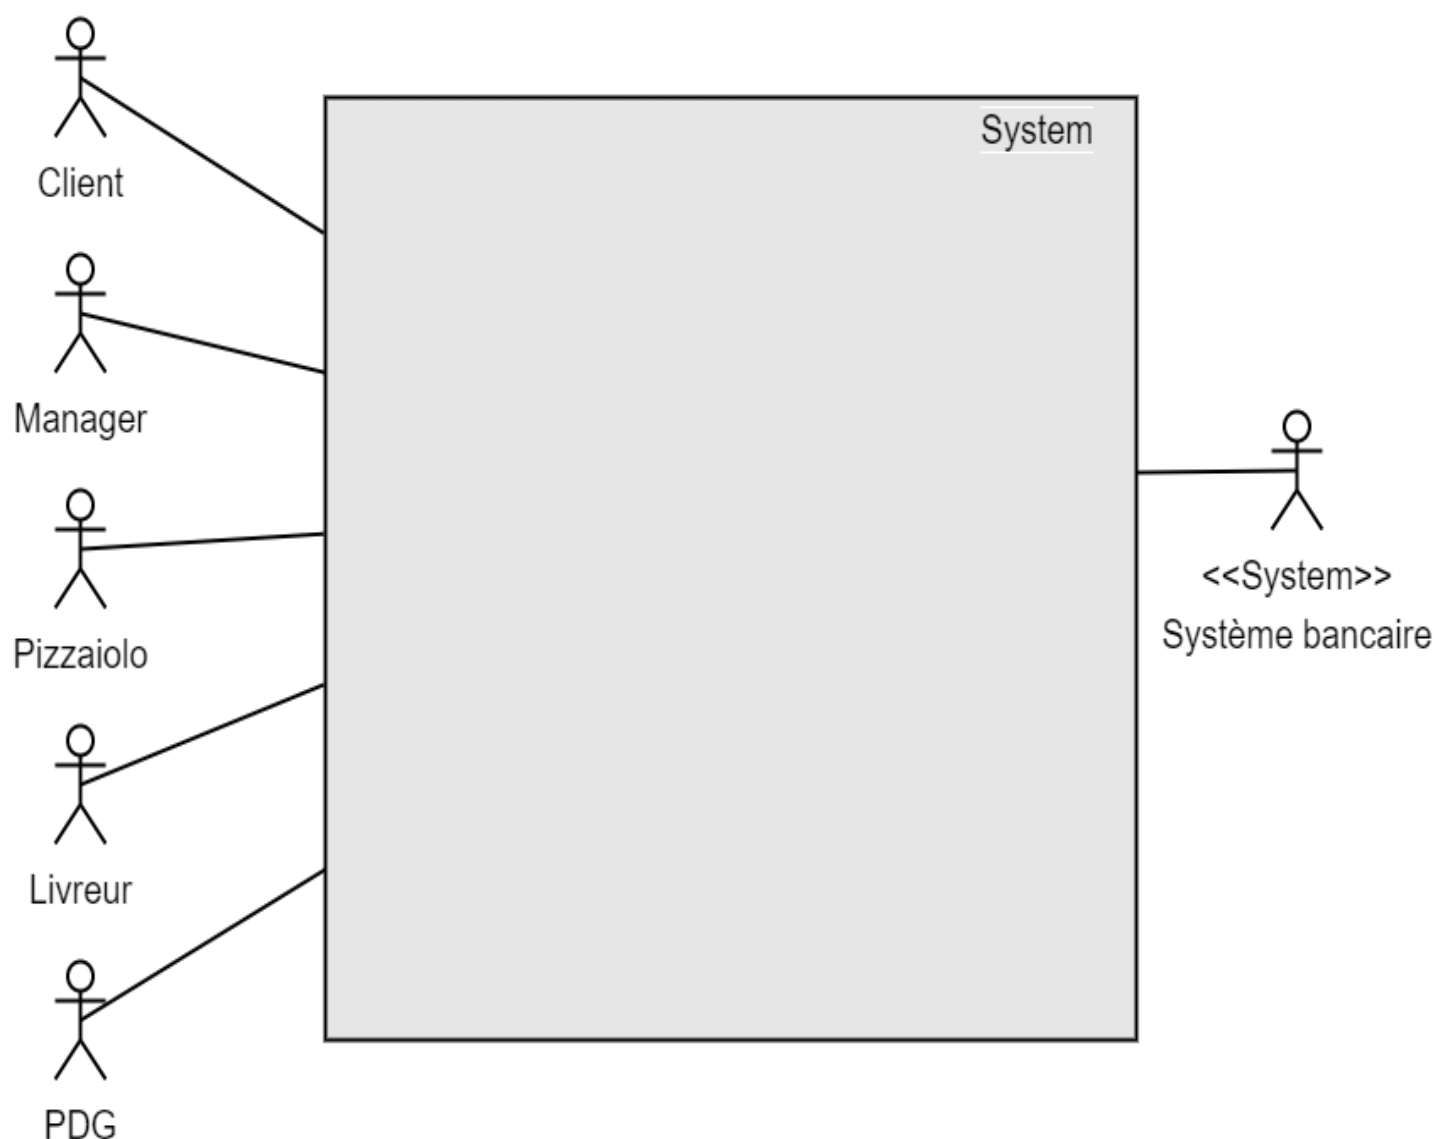 Client
Manager
Pizzaiolo
Livreur
PDG
System
<<System>>
Système bancaire